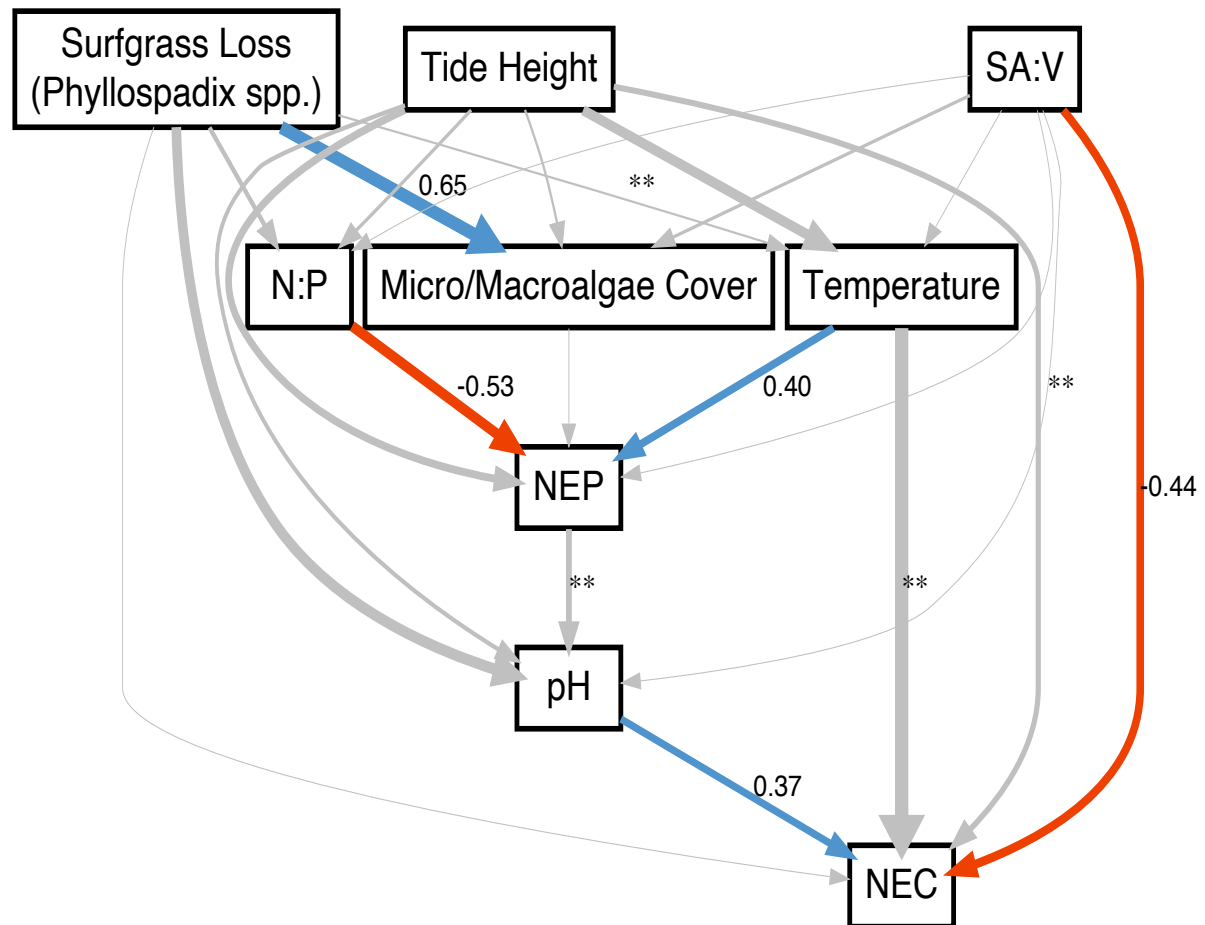 Surfgrass Loss
(Phyllospadix spp.)
Tide Height
SA:V
0.65
**
N:P
Micro/Macroalgae Cover
Temperature
-0.53
0.40
**
NEP
-0.44
**
**
pH
0.37
NEC